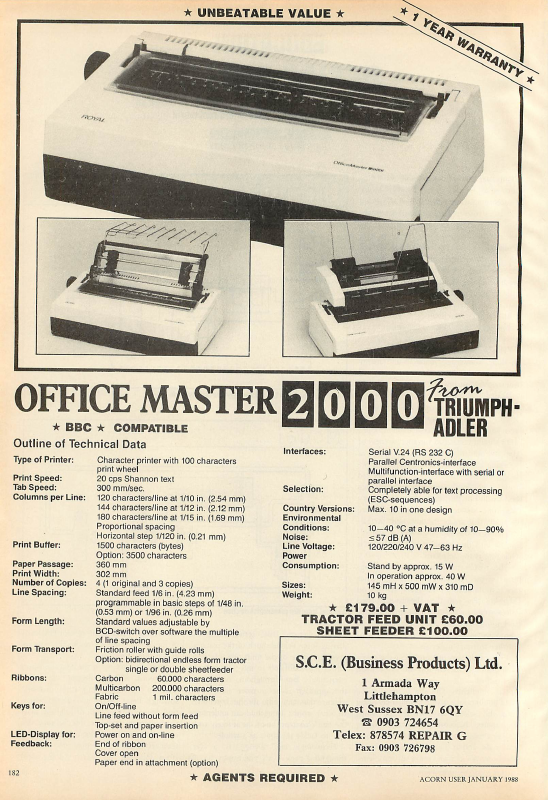 ★ UNBEATABLE VALUE ★
★ 1 YEAR WARRANTY ★
ROYAL
OFFICE MASTER 2000 From
TRIUMPH-
ADLER
★ BBC ★ COMPATIBLE
Outline of Technical Data
Type of Printer: Character printer with 100 characters
print wheel
Print Speed: 20 cps Shannon text
Tab Speed: 300 mm/sec.
Columns per Line: 120 characters/line at 1/10 in. (2.54 mm)
144 characters/line at 1/12 in. (2.12 mm)
180 characters/line at 1/15 in. (1.69 mm)
Proportional spacing
Horizontal step 1/120 in. (0.21 mm)
Print Buffer: 1500 characters (bytes)
Option: 3500 characters
Paper Passage: 360 mm
Print Width: 302 mm
Number of Copies: 4 (1 original and 3 copies)
Line Spacing: Standard feed 1/6 in. (4.23 mm)
programmable in basic steps of 1/48 in.
(0.53 mm) or 1/96 in. (0.26 mm)
Form Length: Standard values adjustable by
BCD-switch over software the multiple
of line spacing
Form Transport: Friction roller with guide rolls
Option: bidirectional endless form tractor
single or double sheetfeeder
Ribbons: Carbon 60.000 characters
Multicarbon 200.000 characters
Fabric 1 mil. characters
Keys for: On/Off-line
Line feed without form feed
Top-set and paper insertion
LED-Display for: Power on and on-line
Feedback: End of ribbon
Cover open
Paper end in attachment (option)
Interfaces: Serial V.24 (RS 232 C)
Parallel Centronics-interface
Multifunction-interface with serial or
parallel interface
Selection: Completely able for text processing
(ESC-sequences)
Country Versions: Max. 10 in one design
Environmental
Conditions: 10—40 °C at a humidity of 10—90%
Noise: ≤57 dB (A)
Line Voltage: 120/220/240 V 47—63 Hz
Power
Consumption: Stand by approx. 15 W
In operation approx. 40 W
Sizes: 145 mH x 500 mW x 310 mD
Weight: 10 kg
★ £179.00 + VAT ★
TRACTOR FEED UNIT £60.00
SHEET FEEDER £100.00
S.C.E. (Business Products) Ltd.
1 Armada Way
Littlehampton
West Sussex BN17 6QY
☎ 0903 724654
Telex: 878574 REPAIR G
Fax: 0903 726798
182
★ AGENTS REQUIRED ★
ACORN USER JANUARY 1988